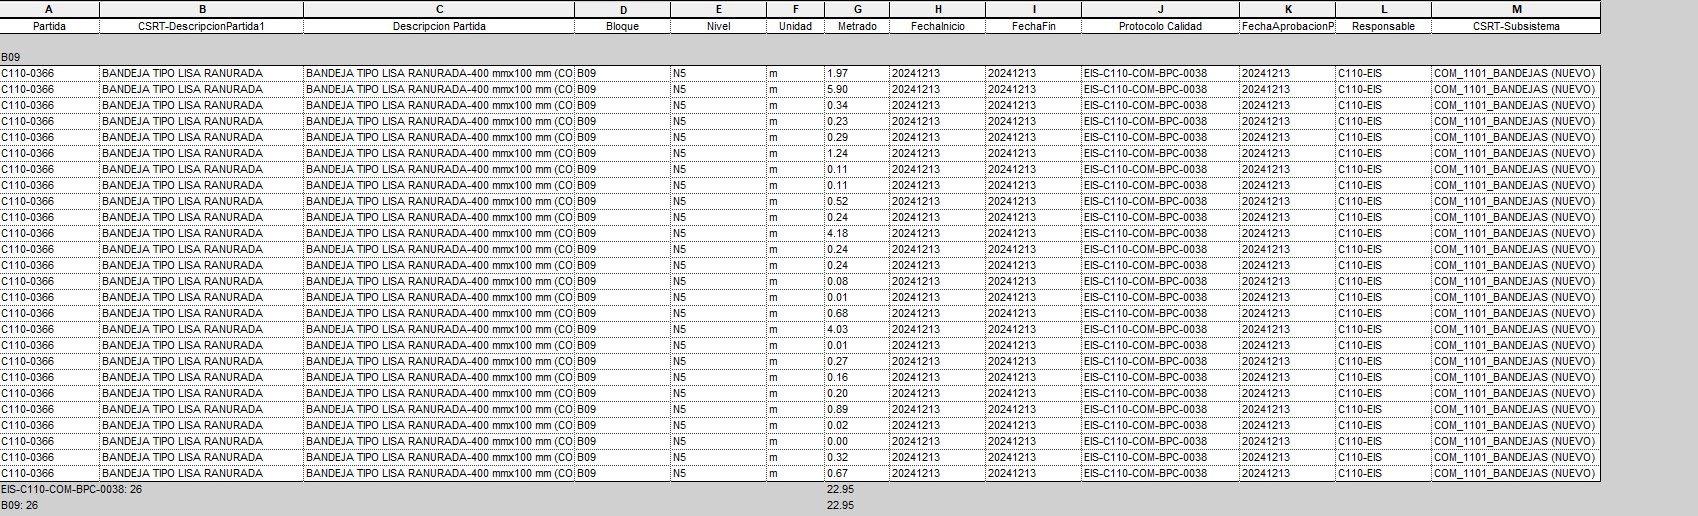 A B C D E F G H I J K L M
Partida CSRT-DescripcionPartida1 Descripcion Partida Bloque Nivel Unidad Metrado FechaInicio FechaFin Protocolo Calidad FechaAprobacionP Responsable CSRT-Subsistema
B09
C110-0366 BANDEJA TIPO LISA RANURADA BANDEJA TIPO LISA RANURADA-400 mmx100 mm (CO B09 N5 m 1.97 20241213 20241213 EIS-C110-COM-BPC-0038 20241213 C110-EIS COM_1101_BANDEJAS (NUEVO)
C110-0366 BANDEJA TIPO LISA RANURADA BANDEJA TIPO LISA RANURADA-400 mmx100 mm (CO B09 N5 m 5.90 20241213 20241213 EIS-C110-COM-BPC-0038 20241213 C110-EIS COM_1101_BANDEJAS (NUEVO)
C110-0366 BANDEJA TIPO LISA RANURADA BANDEJA TIPO LISA RANURADA-400 mmx100 mm (CO B09 N5 m 0.34 20241213 20241213 EIS-C110-COM-BPC-0038 20241213 C110-EIS COM_1101_BANDEJAS (NUEVO)
C110-0366 BANDEJA TIPO LISA RANURADA BANDEJA TIPO LISA RANURADA-400 mmx100 mm (CO B09 N5 m 0.23 20241213 20241213 EIS-C110-COM-BPC-0038 20241213 C110-EIS COM_1101_BANDEJAS (NUEVO)
C110-0366 BANDEJA TIPO LISA RANURADA BANDEJA TIPO LISA RANURADA-400 mmx100 mm (CO B09 N5 m 0.29 20241213 20241213 EIS-C110-COM-BPC-0038 20241213 C110-EIS COM_1101_BANDEJAS (NUEVO)
C110-0366 BANDEJA TIPO LISA RANURADA BANDEJA TIPO LISA RANURADA-400 mmx100 mm (CO B09 N5 m 1.24 20241213 20241213 EIS-C110-COM-BPC-0038 20241213 C110-EIS COM_1101_BANDEJAS (NUEVO)
C110-0366 BANDEJA TIPO LISA RANURADA BANDEJA TIPO LISA RANURADA-400 mmx100 mm (CO B09 N5 m 0.11 20241213 20241213 EIS-C110-COM-BPC-0038 20241213 C110-EIS COM_1101_BANDEJAS (NUEVO)
C110-0366 BANDEJA TIPO LISA RANURADA BANDEJA TIPO LISA RANURADA-400 mmx100 mm (CO B09 N5 m 0.11 20241213 20241213 EIS-C110-COM-BPC-0038 20241213 C110-EIS COM_1101_BANDEJAS (NUEVO)
C110-0366 BANDEJA TIPO LISA RANURADA BANDEJA TIPO LISA RANURADA-400 mmx100 mm (CO B09 N5 m 0.52 20241213 20241213 EIS-C110-COM-BPC-0038 20241213 C110-EIS COM_1101_BANDEJAS (NUEVO)
C110-0366 BANDEJA TIPO LISA RANURADA BANDEJA TIPO LISA RANURADA-400 mmx100 mm (CO B09 N5 m 0.24 20241213 20241213 EIS-C110-COM-BPC-0038 20241213 C110-EIS COM_1101_BANDEJAS (NUEVO)
C110-0366 BANDEJA TIPO LISA RANURADA BANDEJA TIPO LISA RANURADA-400 mmx100 mm (CO B09 N5 m 4.18 20241213 20241213 EIS-C110-COM-BPC-0038 20241213 C110-EIS COM_1101_BANDEJAS (NUEVO)
C110-0366 BANDEJA TIPO LISA RANURADA BANDEJA TIPO LISA RANURADA-400 mmx100 mm (CO B09 N5 m 0.24 20241213 20241213 EIS-C110-COM-BPC-0038 20241213 C110-EIS COM_1101_BANDEJAS (NUEVO)
C110-0366 BANDEJA TIPO LISA RANURADA BANDEJA TIPO LISA RANURADA-400 mmx100 mm (CO B09 N5 m 0.24 20241213 20241213 EIS-C110-COM-BPC-0038 20241213 C110-EIS COM_1101_BANDEJAS (NUEVO)
C110-0366 BANDEJA TIPO LISA RANURADA BANDEJA TIPO LISA RANURADA-400 mmx100 mm (CO B09 N5 m 0.08 20241213 20241213 EIS-C110-COM-BPC-0038 20241213 C110-EIS COM_1101_BANDEJAS (NUEVO)
C110-0366 BANDEJA TIPO LISA RANURADA BANDEJA TIPO LISA RANURADA-400 mmx100 mm (CO B09 N5 m 0.01 20241213 20241213 EIS-C110-COM-BPC-0038 20241213 C110-EIS COM_1101_BANDEJAS (NUEVO)
C110-0366 BANDEJA TIPO LISA RANURADA BANDEJA TIPO LISA RANURADA-400 mmx100 mm (CO B09 N5 m 0.68 20241213 20241213 EIS-C110-COM-BPC-0038 20241213 C110-EIS COM_1101_BANDEJAS (NUEVO)
C110-0366 BANDEJA TIPO LISA RANURADA BANDEJA TIPO LISA RANURADA-400 mmx100 mm (CO B09 N5 m 4.03 20241213 20241213 EIS-C110-COM-BPC-0038 20241213 C110-EIS COM_1101_BANDEJAS (NUEVO)
C110-0366 BANDEJA TIPO LISA RANURADA BANDEJA TIPO LISA RANURADA-400 mmx100 mm (CO B09 N5 m 0.01 20241213 20241213 EIS-C110-COM-BPC-0038 20241213 C110-EIS COM_1101_BANDEJAS (NUEVO)
C110-0366 BANDEJA TIPO LISA RANURADA BANDEJA TIPO LISA RANURADA-400 mmx100 mm (CO B09 N5 m 0.27 20241213 20241213 EIS-C110-COM-BPC-0038 20241213 C110-EIS COM_1101_BANDEJAS (NUEVO)
C110-0366 BANDEJA TIPO LISA RANURADA BANDEJA TIPO LISA RANURADA-400 mmx100 mm (CO B09 N5 m 0.16 20241213 20241213 EIS-C110-COM-BPC-0038 20241213 C110-EIS COM_1101_BANDEJAS (NUEVO)
C110-0366 BANDEJA TIPO LISA RANURADA BANDEJA TIPO LISA RANURADA-400 mmx100 mm (CO B09 N5 m 0.20 20241213 20241213 EIS-C110-COM-BPC-0038 20241213 C110-EIS COM_1101_BANDEJAS (NUEVO)
C110-0366 BANDEJA TIPO LISA RANURADA BANDEJA TIPO LISA RANURADA-400 mmx100 mm (CO B09 N5 m 0.89 20241213 20241213 EIS-C110-COM-BPC-0038 20241213 C110-EIS COM_1101_BANDEJAS (NUEVO)
C110-0366 BANDEJA TIPO LISA RANURADA BANDEJA TIPO LISA RANURADA-400 mmx100 mm (CO B09 N5 m 0.02 20241213 20241213 EIS-C110-COM-BPC-0038 20241213 C110-EIS COM_1101_BANDEJAS (NUEVO)
C110-0366 BANDEJA TIPO LISA RANURADA BANDEJA TIPO LISA RANURADA-400 mmx100 mm (CO B09 N5 m 0.00 20241213 20241213 EIS-C110-COM-BPC-0038 20241213 C110-EIS COM_1101_BANDEJAS (NUEVO)
C110-0366 BANDEJA TIPO LISA RANURADA BANDEJA TIPO LISA RANURADA-400 mmx100 mm (CO B09 N5 m 0.32 20241213 20241213 EIS-C110-COM-BPC-0038 20241213 C110-EIS COM_1101_BANDEJAS (NUEVO)
C110-0366 BANDEJA TIPO LISA RANURADA BANDEJA TIPO LISA RANURADA-400 mmx100 mm (CO B09 N5 m 0.67 20241213 20241213 EIS-C110-COM-BPC-0038 20241213 C110-EIS COM_1101_BANDEJAS (NUEVO)
EIS-C110-COM-BPC-0038: 26 22.95
B09: 26 22.95